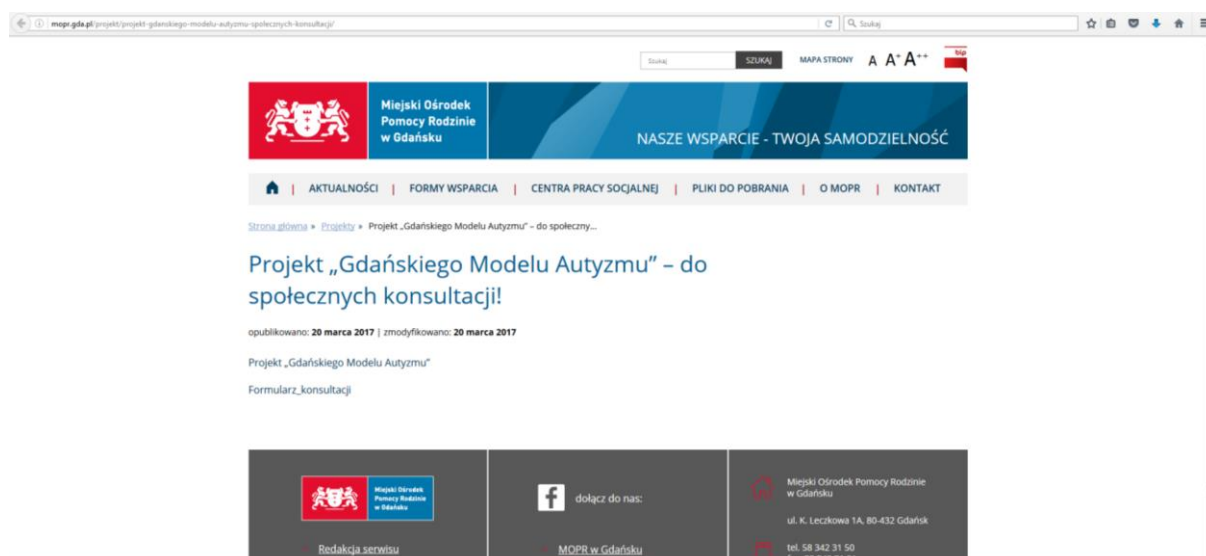 mopr.gda.pl/projekt/projekt-gdanskiego-modelu-autyzmu-spolecznych-konsultacji/
Szukaj
Szukaj
SZUKAJ
MAPA STRONY
A A+ A++
bip
Miejski Ośrodek
Pomocy Rodzinie
w Gdańsku
NASZE WSPARCIE - TWOJA SAMODZIELNOŚĆ
AKTUALNOŚCI | FORMY WSPARCIA | CENTRA PRACY SOCJALNEJ | PLIKI DO POBRANIA | O MOPR | KONTAKT
Strona główna » Projekty » Projekt „Gdańskiego Modelu Autyzmu” – do społeczny...
Projekt „Gdańskiego Modelu Autyzmu” – do
społecznych konsultacji!
opublikowano: 20 marca 2017 | zmodyfikowano: 20 marca 2017
Projekt „Gdańskiego Modelu Autyzmu”
Formularz_konsultacji
Miejski Ośrodek
Pomocy Rodzinie
w Gdańsku
Redakcja serwisu
f dołącz do nas:
MOPR w Gdańsku
Miejski Ośrodek Pomocy Rodzinie
w Gdańsku
ul. K. Leczkowa 1A, 80-432 Gdańsk
tel. 58 342 31 50